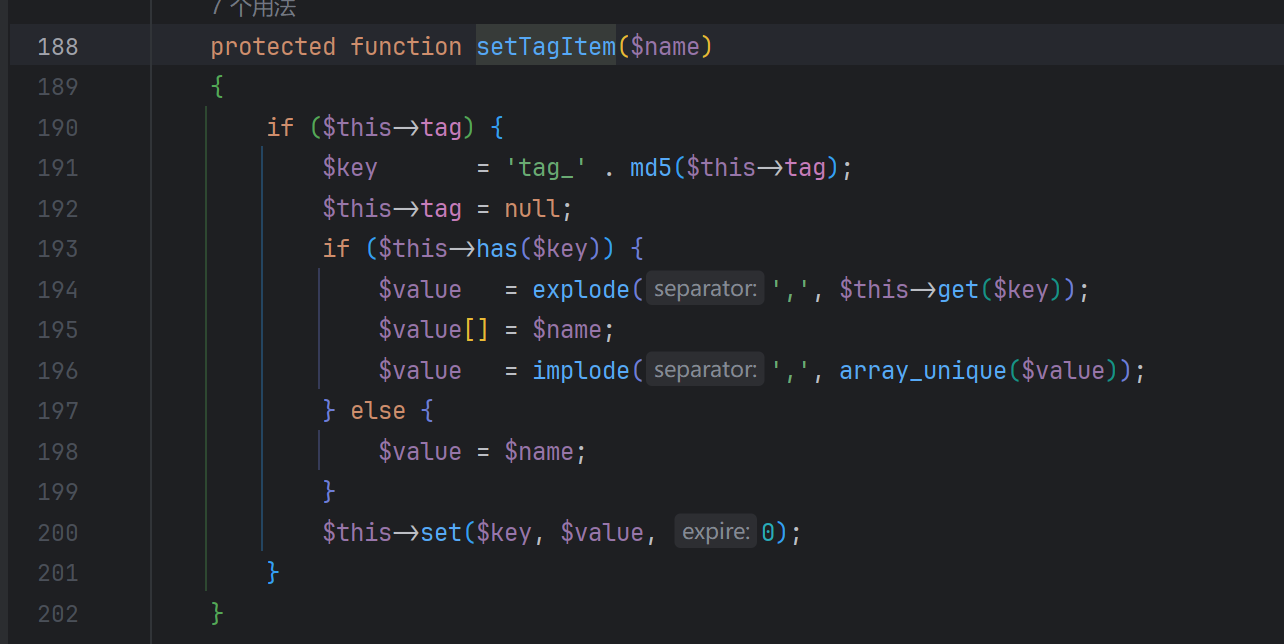 7 个用法
188 protected function setTagItem($name)
189 {
190     if ($this->tag) {
191         $key       = 'tag_' . md5($this->tag);
192         $this->tag = null;
193         if ($this->has($key)) {
194             $value   = explode( separator: ',', $this->get($key));
195             $value[] = $name;
196             $value   = implode( separator: ',', array_unique($value));
197         } else {
198             $value = $name;
199         }
200         $this->set($key, $value, expire: 0);
201     }
202 }